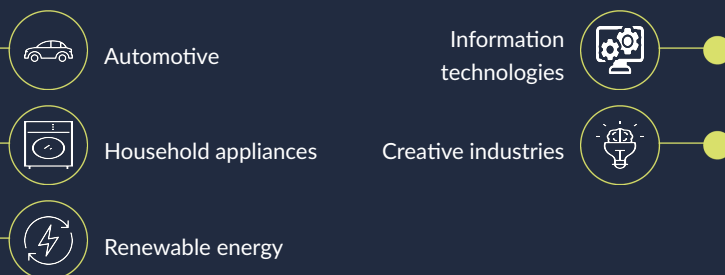 Automotive
Household appliances
Renewable energy
Information
technologies
Creative industries